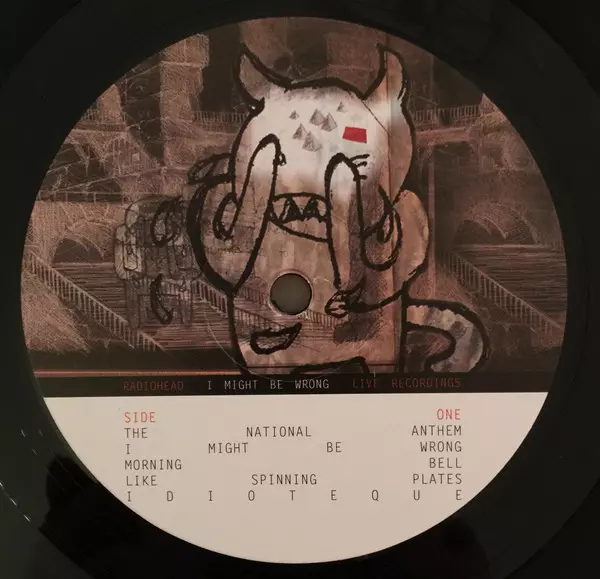 RADIOHEAD I MIGHT BE WRONG LIVE RECORDINGS
SIDE ONE
THE NATIONAL ANTHEM
I MIGHT BE WRONG
MORNING BELL
LIKE SPINNING PLATES
I D I O T E Q U E